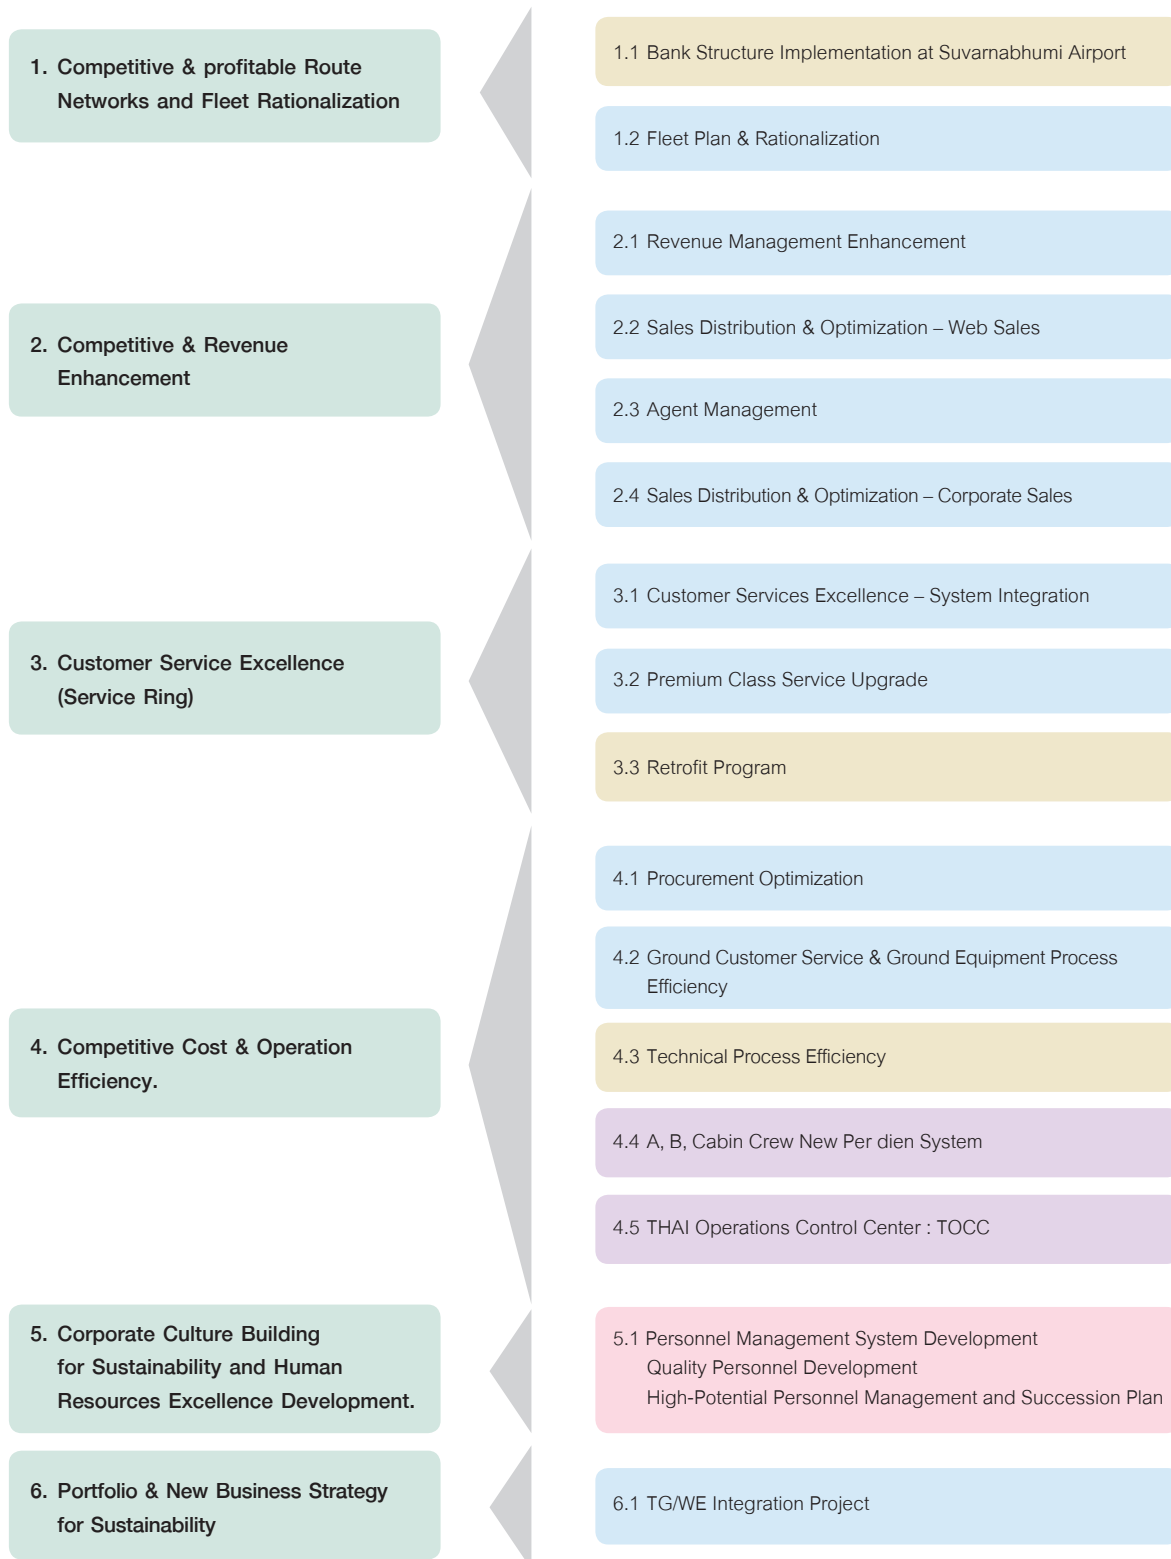 1. Competitive & profitable Route
Networks and Fleet Rationalization
1.1 Bank Structure Implementation at Suvarnabhumi Airport
1.2 Fleet Plan & Rationalization
2. Competitive & Revenue
Enhancement
2.1 Revenue Management Enhancement
2.2 Sales Distribution & Optimization – Web Sales
2.3 Agent Management
2.4 Sales Distribution & Optimization – Corporate Sales
3. Customer Service Excellence
(Service Ring)
3.1 Customer Services Excellence – System Integration
3.2 Premium Class Service Upgrade
3.3 Retrofit Program
4. Competitive Cost & Operation
Efficiency.
4.1 Procurement Optimization
4.2 Ground Customer Service & Ground Equipment Process
Efficiency
4.3 Technical Process Efficiency
4.4 A, B, Cabin Crew New Per dien System
4.5 THAI Operations Control Center : TOCC
5. Corporate Culture Building
for Sustainability and Human
Resources Excellence Development.
5.1 Personnel Management System Development
Quality Personnel Development
High-Potential Personnel Management and Succession Plan
6. Portfolio & New Business Strategy
for Sustainability
6.1 TG/WE Integration Project